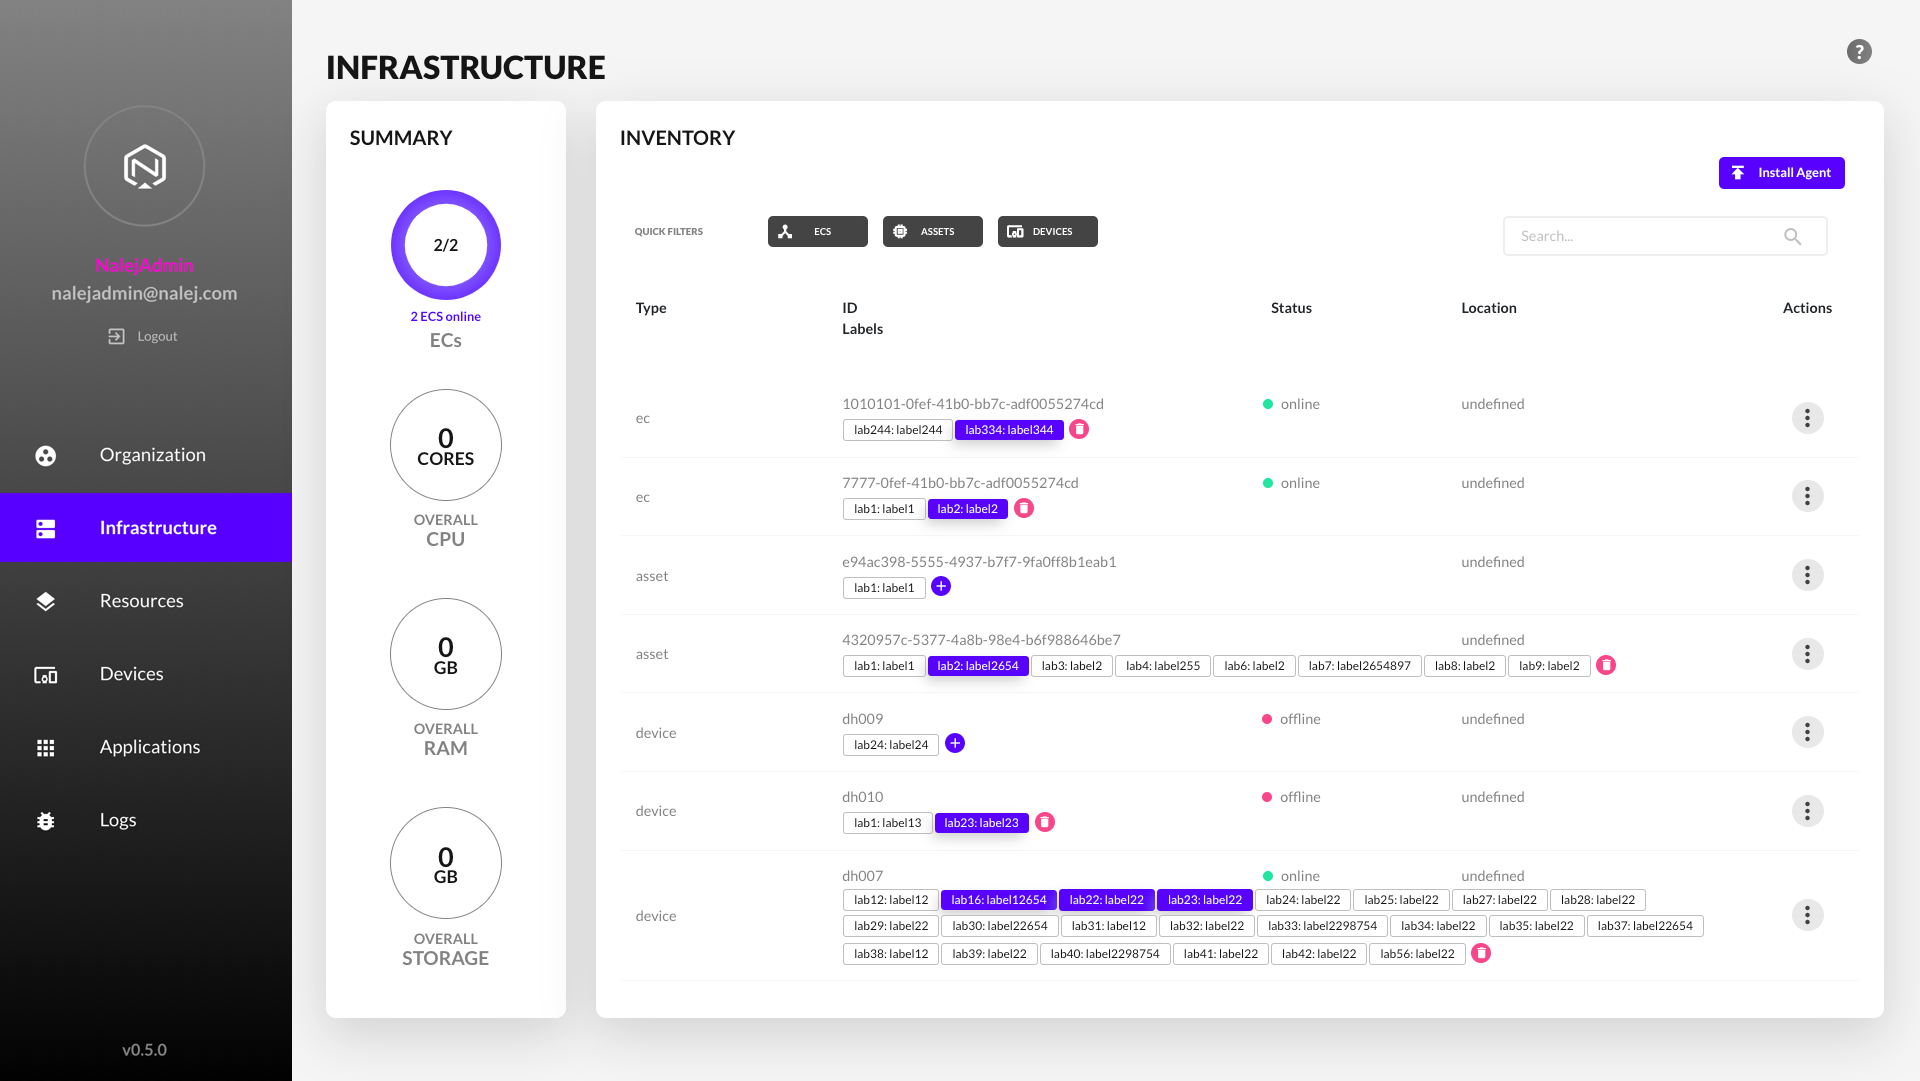 NalejAdmin
nalejadmin@nalej.com
Logout
Organization
Infrastructure
Resources
Devices
Applications
Logs
v0.5.0
INFRASTRUCTURE
?
SUMMARY
2/2
2 ECS online
ECs
0
CORES
OVERALL
CPU
0
GB
OVERALL
RAM
0
GB
OVERALL
STORAGE
INVENTORY
Install Agent
QUICK FILTERS ECS ASSETS DEVICES Search...
Type ID Status Location Actions
Labels
1010101-0fef-41b0-bb7c-adf0055274cd online undefined
ec
lab244: label244 lab334: label344
7777-0fef-41b0-bb7c-adf0055274cd online undefined
ec
lab1: label1 lab2: label2
e94ac398-5555-4937-b7f7-9fa0ff8b1eab1 undefined
asset
lab1: label1
4320957c-5377-4a8b-98e4-b6f988646be7 undefined
asset
lab1: label1 lab2: label2654 lab3: label2 lab4: label255 lab6: label2 lab7: label2654897 lab8: label2 lab9: label2
dh009 offline undefined
device
lab24: label24
dh010 offline undefined
device
lab1: label13 lab23: label23
dh007 online undefined
lab12: label12 lab16: label12654 lab22: label22 lab23: label22 lab24: label22 lab25: label22 lab27: label22 lab28: label22
device
lab29: label22 lab30: label22654 lab31: label12 lab32: label22 lab33: label2298754 lab34: label22 lab35: label22 lab37: label22654
lab38: label12 lab39: label22 lab40: label2298754 lab41: label22 lab42: label22 lab56: label22